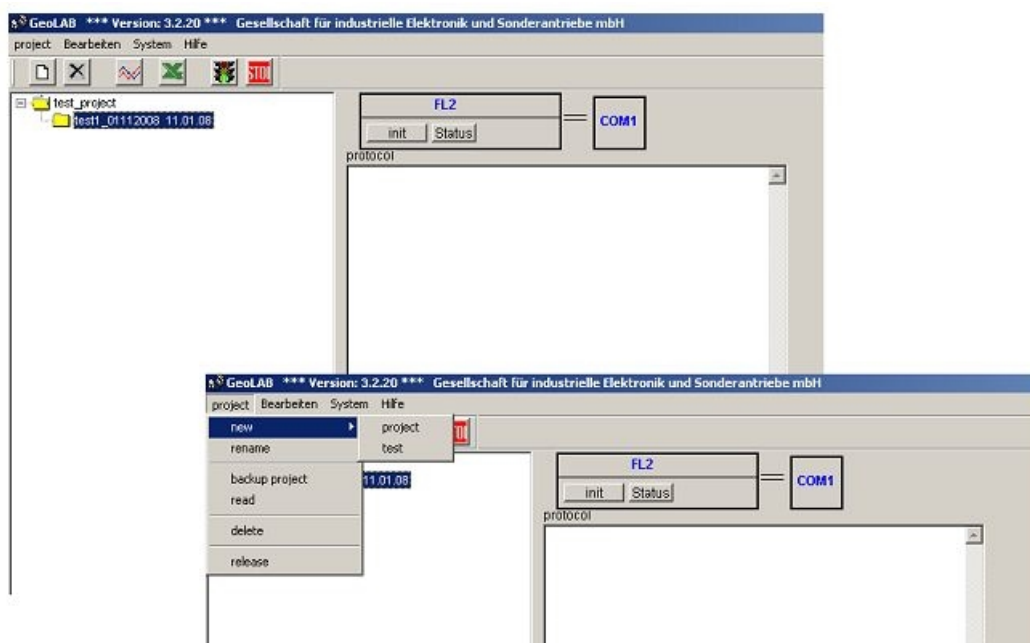 GeoLAB *** Version: 3.2.20 *** Gesellschaft für industrielle Elektronik und Sonderantriebe mbH
project Bearbeiten System Hilfe
STOP
test_project
test1_01112008 11.01.08
FL2
init Status
COM1
protocol
GeoLAB *** Version: 3.2.20 *** Gesellschaft für industrielle Elektronik und Sonderantriebe mbH
project Bearbeiten System Hilfe
new
rename
backup project
read
delete
release
project
test
11.01.08
FL2
init Status
COM1
protocol